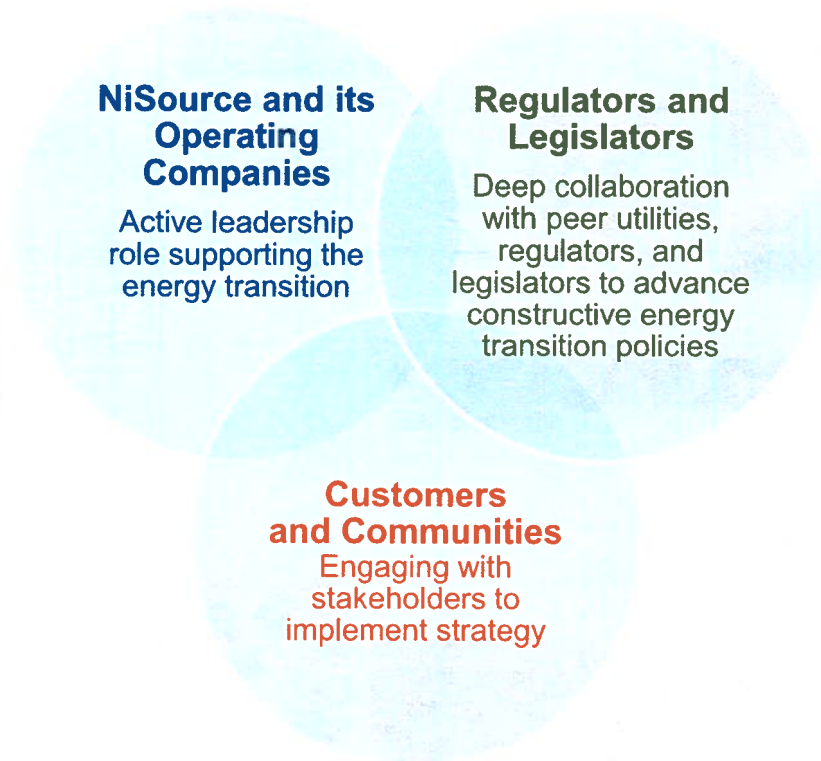 NiSource and its
Operating
Companies
Active leadership
role supporting the
energy transition
Regulators and
Legislators
Deep collaboration
with peer utilities,
regulators, and
legislators to advance
constructive energy
transition policies
Customers
and Communities
Engaging with
stakeholders to
implement strategy